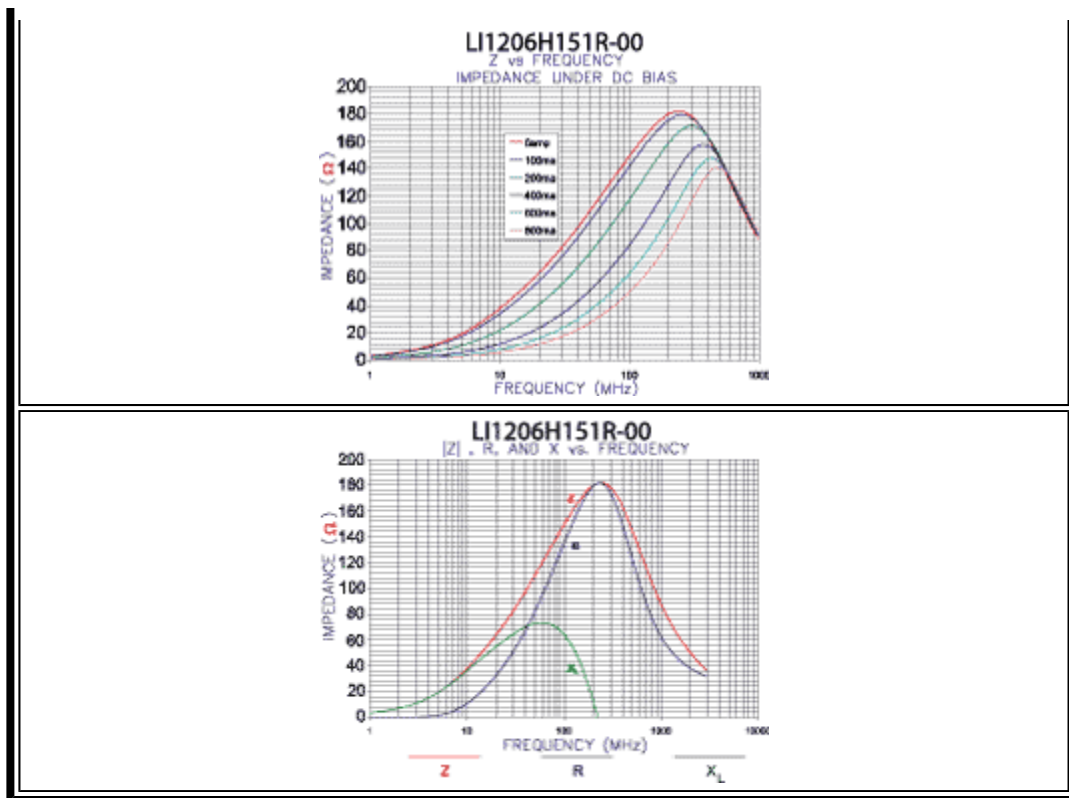 LI1206H151R-00
Z vs FREQUENCY
IMPEDANCE UNDER DC BIAS
200
180
160
140
120
100
80
60
40
20
0
IMPEDANCE (Ω)
0amp
100ma
200ma
400ma
600ma
800ma
1 10 100 1000
FREQUENCY (MHz)
LI1206H151R-00
|Z|, R, AND X vs. FREQUENCY
200
180
160
140
120
100
80
60
40
20
0
IMPEDANCE (Ω)
Z
R
XL
1 10 100 1000 10000
FREQUENCY (MHz)
Z R XL